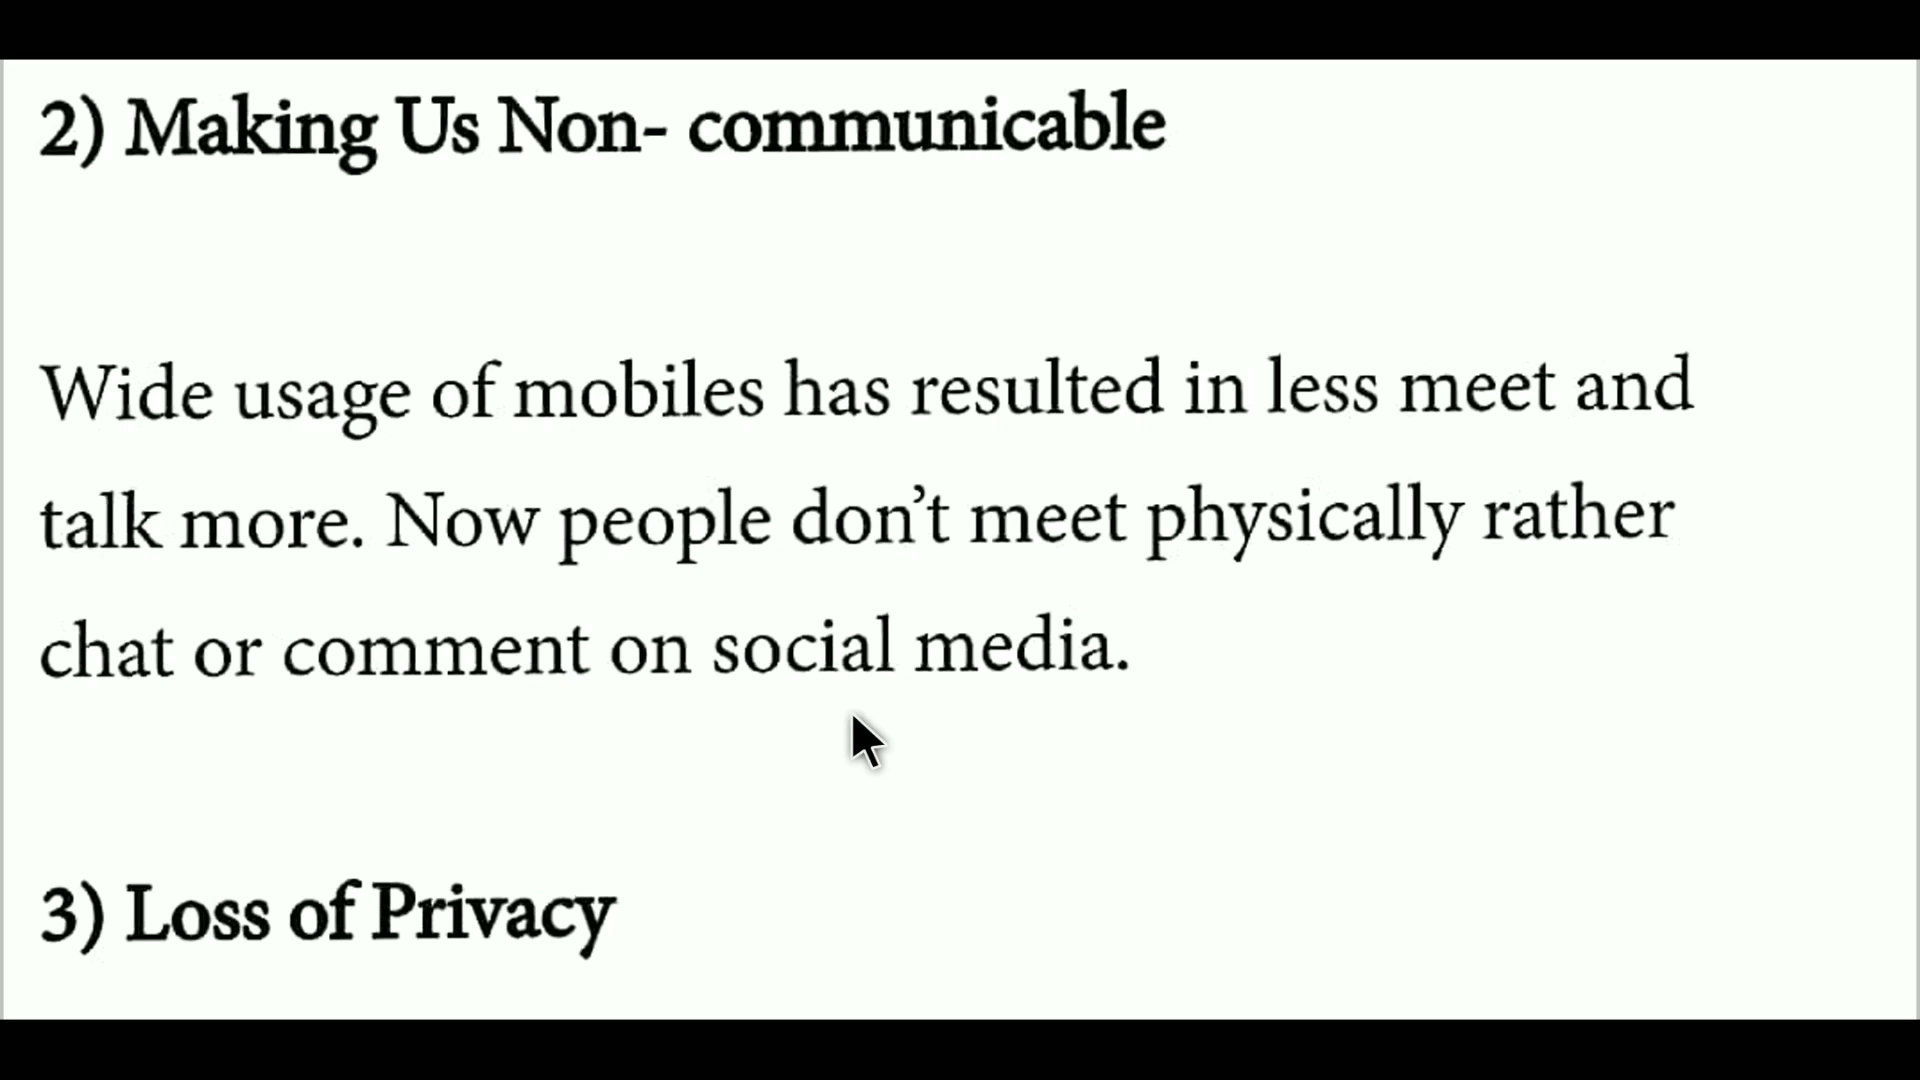 2) Making Us Non- communicable
Wide usage of mobiles has resulted in less meet and
talk more. Now people don’t meet physically rather
chat or comment on social media.
3) Loss of Privacy